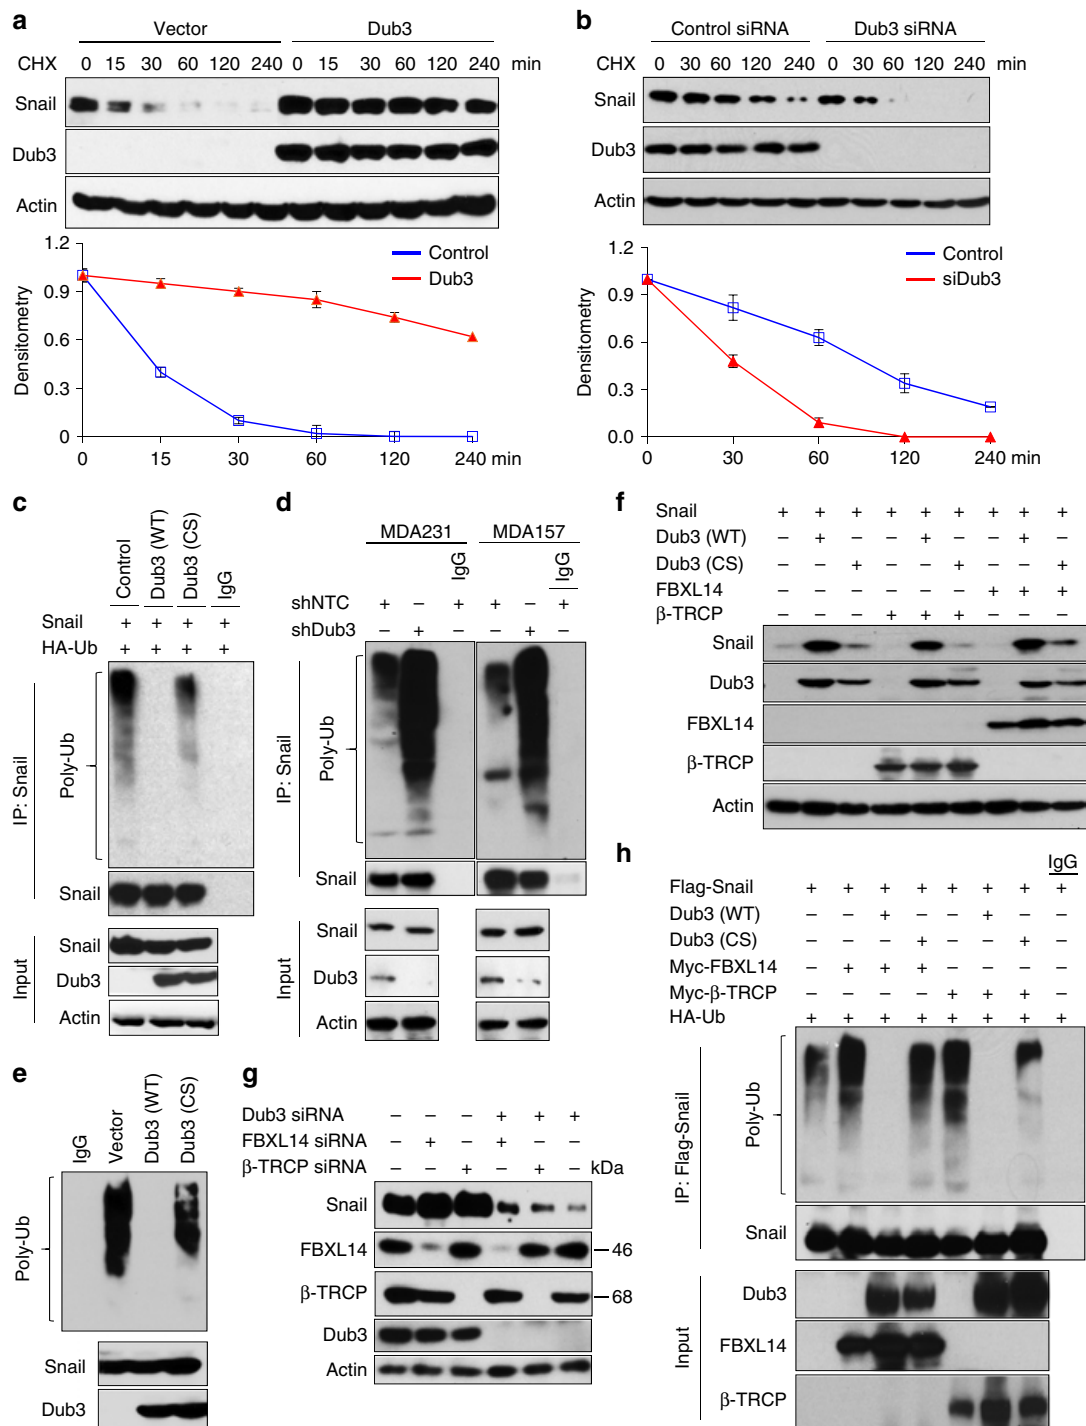 a
Vector Dub3
CHX 0 15 30 60 120 240 0 15 30 60 120 240 min
Snail
Dub3
Actin
1.2
0.9
0.6
0.3
0
Densitometry
Control
Dub3
0 15 30 60 120 240 min
b
Control siRNA Dub3 siRNA
CHX 0 30 60 120 240 0 30 60 120 240 min
Snail
Dub3
Actin
1.2
0.9
0.6
0.3
0.0
Densitometry
Control
siDub3
0 30 60 120 240 min
c
Control Dub3 (WT) Dub3 (CS) IgG
Snail + + + +
HA-Ub + + + +
IP: Snail
Poly-Ub
Snail
Input
Snail
Dub3
Actin
d
MDA231 MDA157
IgG IgG
shNTC + – + + – +
shDub3 – + – – + –
IP: Snail
Poly-Ub
Snail
Input
Snail
Dub3
Actin
e
IgG Vector Dub3 (WT) Dub3 (CS)
Poly-Ub
Snail
Dub3
f
Snail + + + + + + + + +
Dub3 (WT) – + – – + – – + –
Dub3 (CS) – – + – – + – – +
FBXL14 – – – – – – + + +
β-TRCP – – – + + + – – –
Snail
Dub3
FBXL14
β-TRCP
Actin
g
Dub3 siRNA – – – + + +
FBXL14 siRNA – + – + – –
β-TRCP siRNA – – + – + – kDa
Snail
FBXL14 46
β-TRCP 68
Dub3
Actin
h
IgG
Flag-Snail + + + + + + + +
Dub3 (WT) – – + – – + – –
Dub3 (CS) – – – + – – + –
Myc-FBXL14 – + + + – – – –
Myc-β-TRCP – – – – + + + –
HA-Ub + + + + + + + +
IP: Flag-Snail
Poly-Ub
Snail
Input
Dub3
FBXL14
β-TRCP